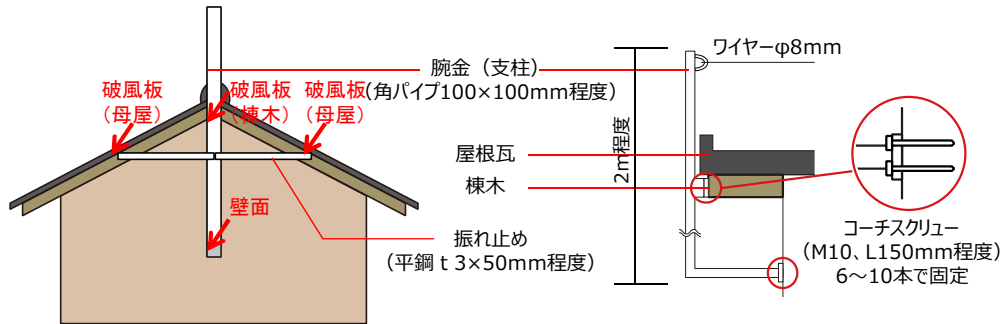 破風板
（母屋）
破風板
（棟木）
破風板
（母屋）
壁面
腕金（支柱）
（角パイプ100×100mm程度）
振れ止め
（平鋼ｔ3×50mm程度）
ワイヤーφ8mm
2m程度
屋根瓦
棟木
コーチスクリュー
（M10、L150mm程度）
6～10本で固定